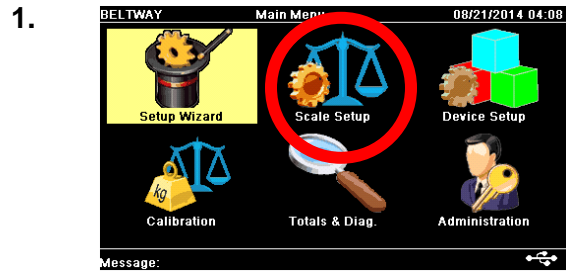 1.
BELTWAY Main Menu 08/21/2014 04:08
Setup Wizard Scale Setup Device Setup
kg
Calibration Totals & Diag. Administration
Message: